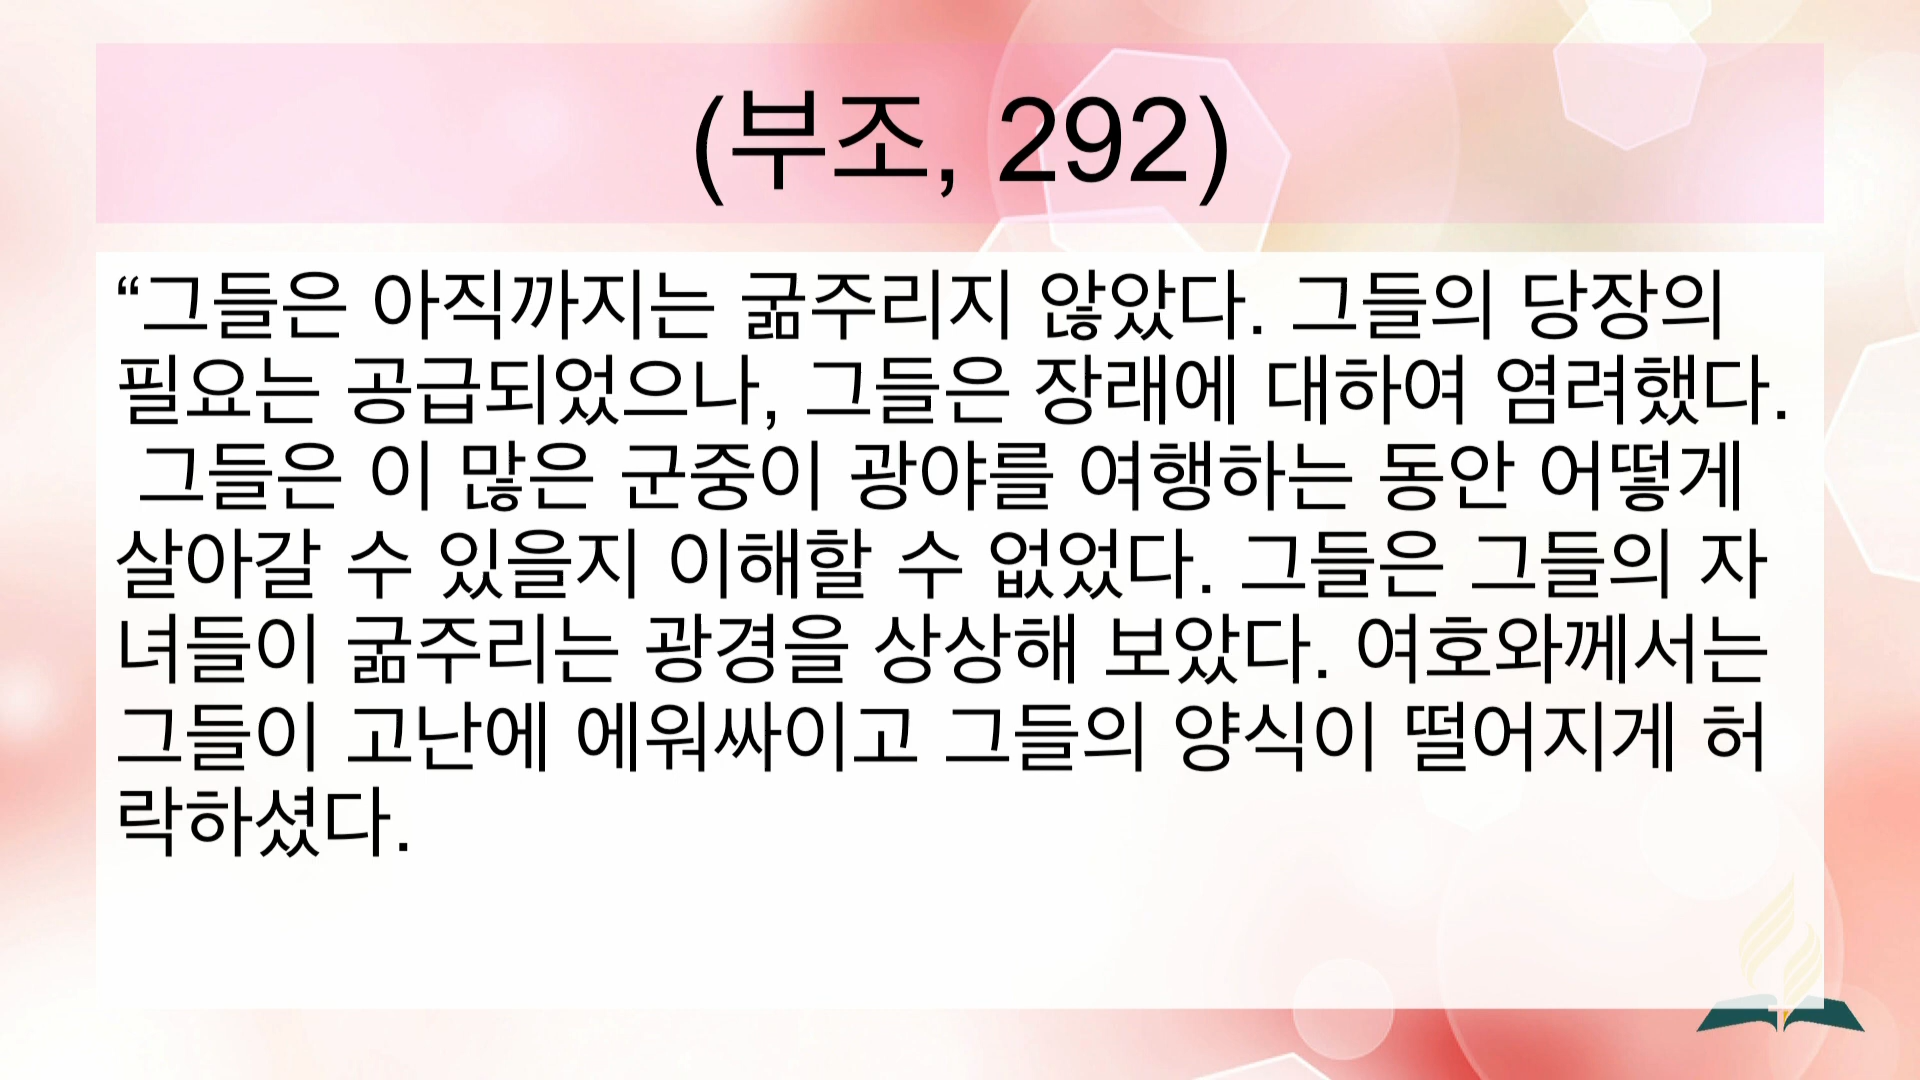 (부조, 292)
“그들은 아직까지는 굶주리지 않았다. 그들의 당장의
필요는 공급되었으나, 그들은 장래에 대하여 염려했다.
그들은 이 많은 군중이 광야를 여행하는 동안 어떻게
살아갈 수 있을지 이해할 수 없었다. 그들은 그들의 자
녀들이 굶주리는 광경을 상상해 보았다. 여호와께서는
그들이 고난에 에워싸이고 그들의 양식이 떨어지게 허
락하셨다.